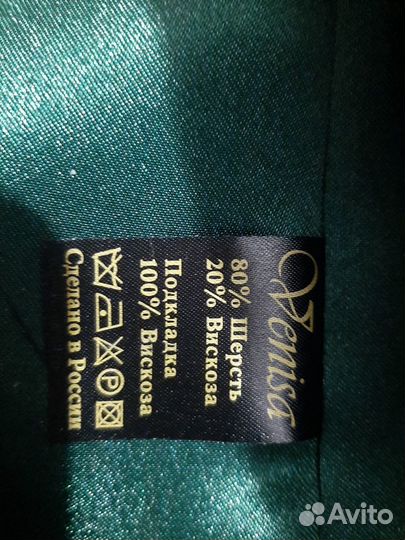 Venisa
80% Шерсть
20% Вискоза
Подкладка
100% Вискоза
Сделано в России
Avito